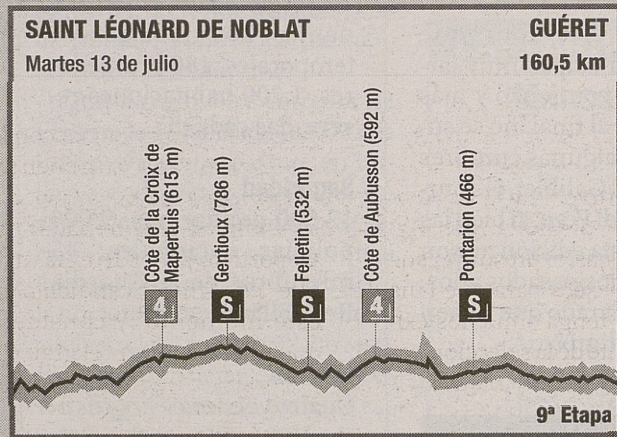 SAINT LÉONARD DE NOBLAT
GUÉRET
Martes 13 de julio
160,5 km
Côte de la Croix de
Mapertuis (615 m)
Gentioux (786 m)
Felletin (532 m)
Côte de Aubusson (592 m)
Pontarion (466 m)
4
S
S
4
S
9ª Etapa